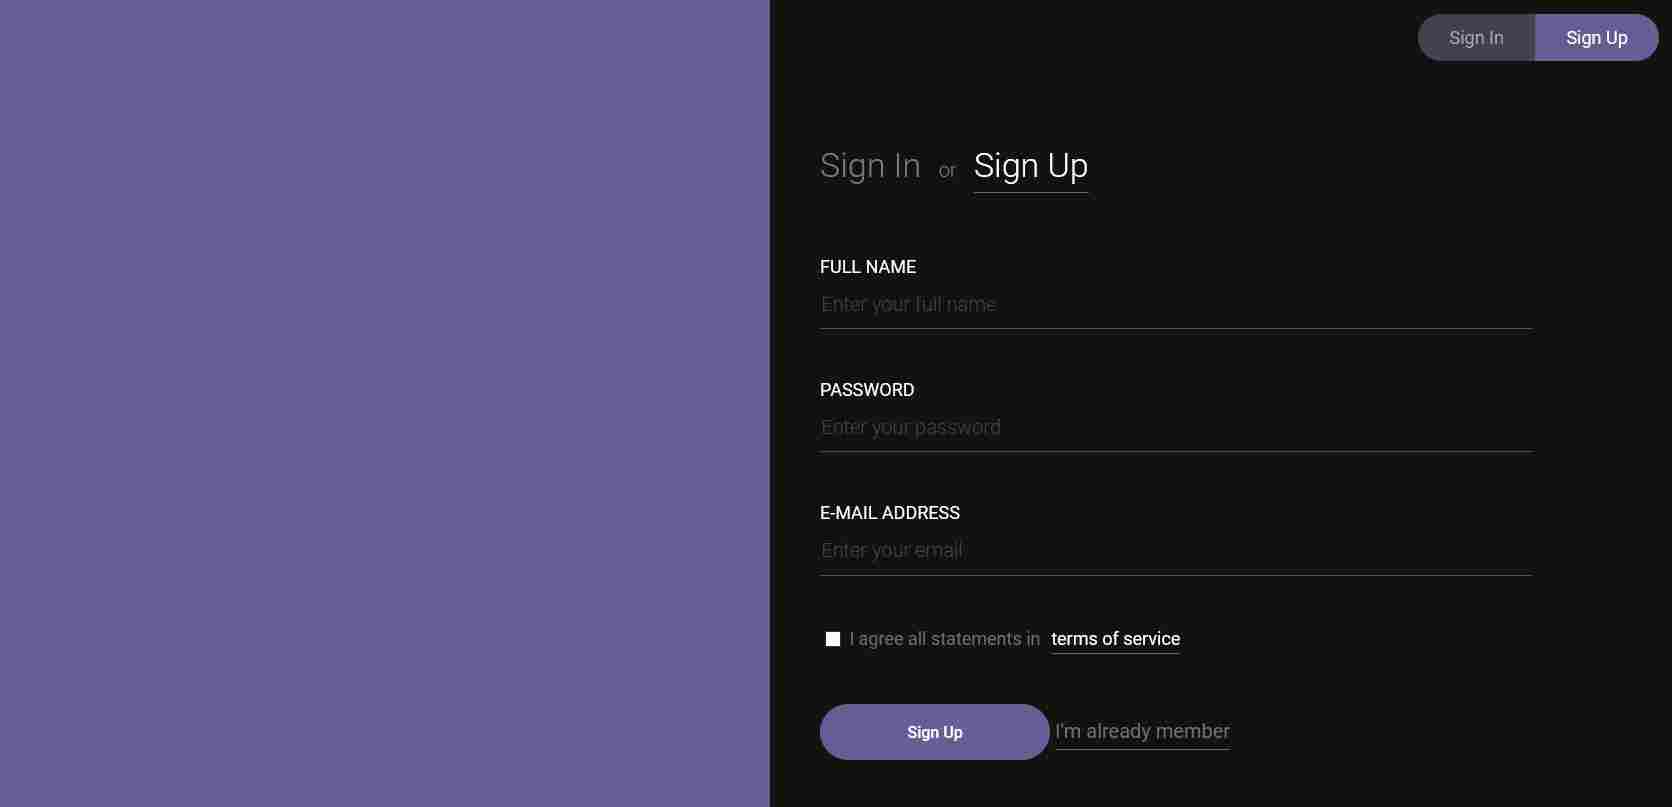 Sign In Sign Up
Sign In or Sign Up
FULL NAME
Enter your full name
PASSWORD
Enter your password
E-MAIL ADDRESS
Enter your email
I agree all statements in terms of service
Sign Up I'm already member